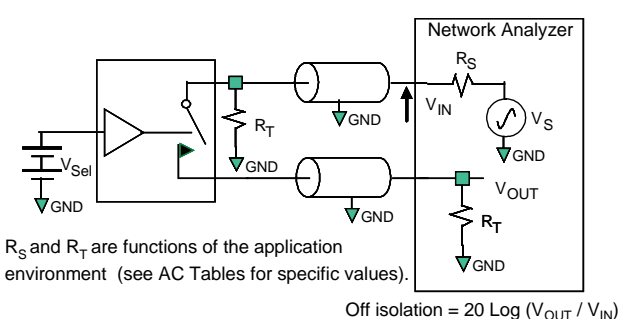 Network Analyzer
RS
VIN
VS
GND
RT
GND
GND
VSel
GND
GND
VOUT
RT
GND
RS and RT are functions of the application
environment (see AC Tables for specific values).
Off isolation = 20 Log (VOUT / VIN)